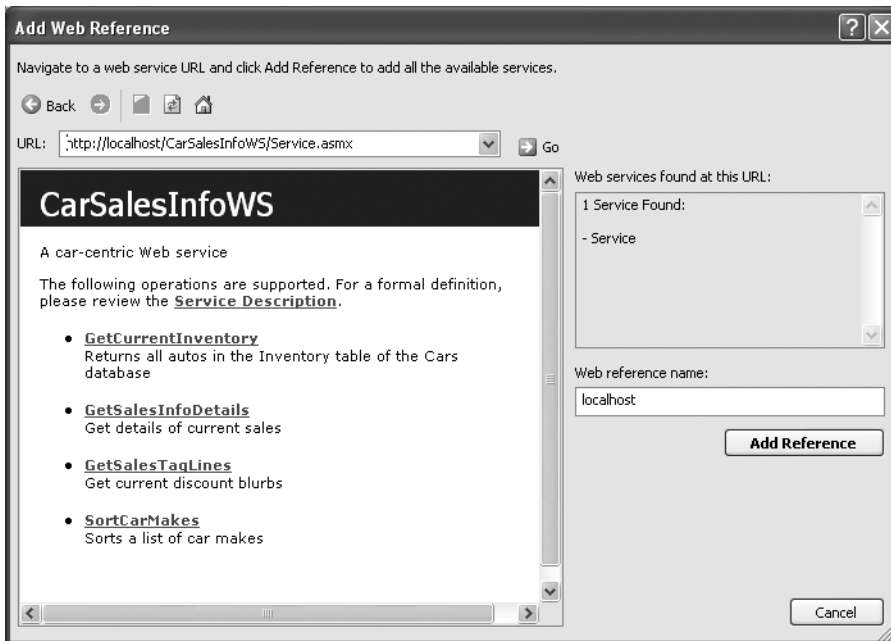 Add Web Reference
Navigate to a web service URL and click Add Reference to add all the available services.
Back
URL: http://localhost/CarSalesInfoWS/Service.asmx Go
CarSalesInfoWS
A car-centric Web service
The following operations are supported. For a formal definition,
please review the Service Description.
• GetCurrentInventory
Returns all autos in the Inventory table of the Cars
database
• GetSalesInfoDetails
Get details of current sales
• GetSalesTagLines
Get current discount blurbs
• SortCarMakes
Sorts a list of car makes
Web services found at this URL:
1 Service Found:
- Service
Web reference name:
localhost
Add Reference
Cancel